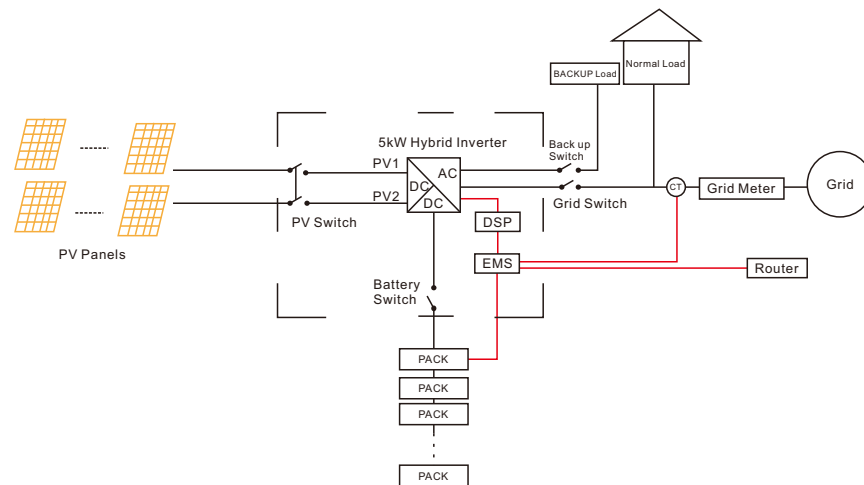 BACKUP Load
Normal Load
5kW Hybrid Inverter
Back up
Switch
PV1
AC
DC
PV2
DC
CT
Grid Meter
Grid
PV Switch
DSP
Grid Switch
PV Panels
EMS
Router
Battery
Switch
PACK
PACK
PACK
PACK